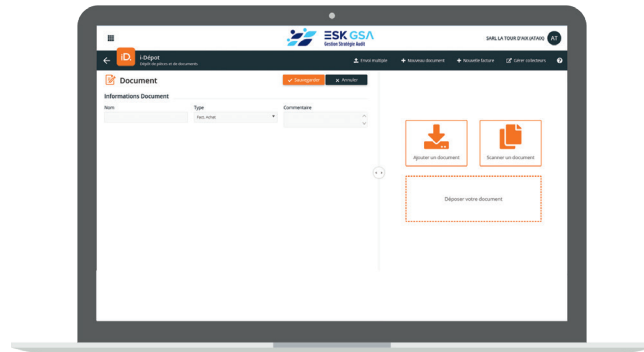 ESK GSA
Gestion Stratégie Audit
SARL LA TOUR D'AIX (ATAIX)
AT
iD.
i-Dépot
Dépôt de pièces et de documents
Envoi multiple
Nouveau document
Nouvelle facture
Gérer collecteurs
?
Document
Sauvegarder
Annuler
Informations Document
Nom
Type
Commentaire
Fact. Achat
Ajouter un document
Scanner un document
Déposer votre document